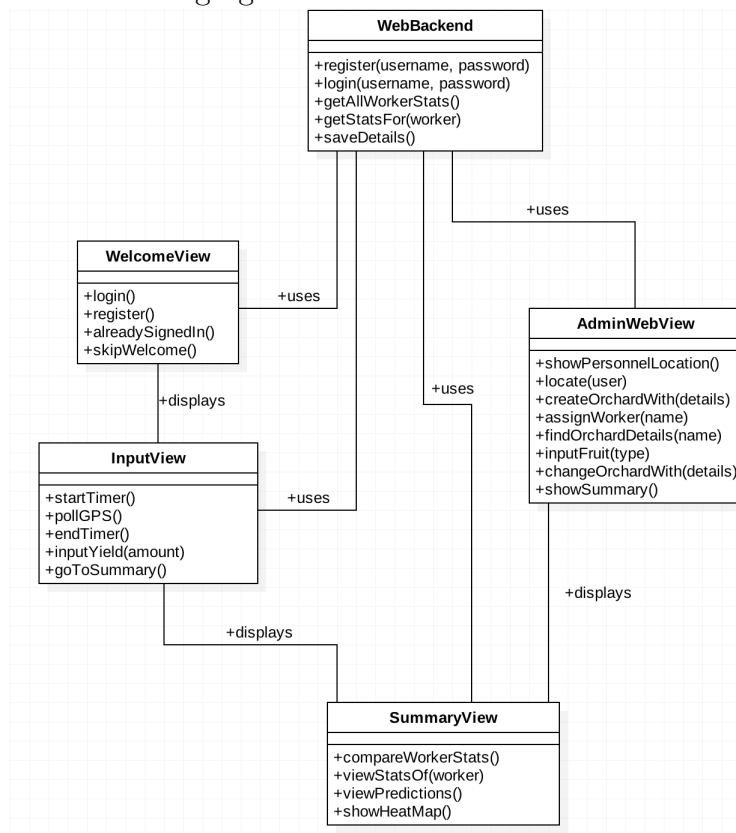 WebBackend
+register(username, password)
+login(username, password)
+getAllWorkerStats()
+getStatsFor(worker)
+saveDetails()
+uses
WelcomeView
+login()
+register()
+alreadySignedIn()
+skipWelcome()
+uses
AdminWebView
+showPersonnelLocation()
+locate(user)
+createOrchardWith(details)
+assignWorker(name)
+findOrchardDetails(name)
+inputFruit(type)
+changeOrchardWith(details)
+showSummary()
+uses
+displays
InputView
+startTimer()
+pollGPS()
+endTimer()
+inputYield(amount)
+goToSummary()
+uses
+displays
+displays
SummaryView
+compareWorkerStats()
+viewStatsOf(worker)
+viewPredictions()
+showHeatMap()